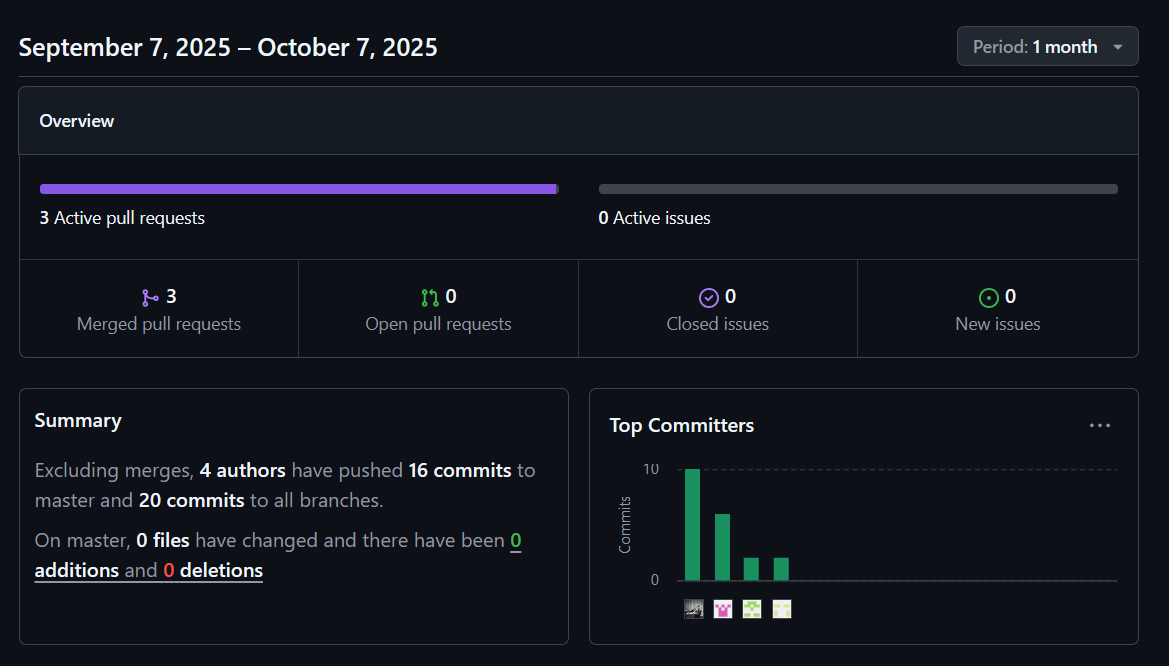 September 7, 2025 – October 7, 2025
Period: 1 month
Overview
3 Active pull requests
0 Active issues
3
Merged pull requests
0
Open pull requests
0
Closed issues
0
New issues
Summary
Excluding merges, 4 authors have pushed 16 commits to
master and 20 commits to all branches.
On master, 0 files have changed and there have been 0
additions and 0 deletions
Top Committers
10
Commits
0